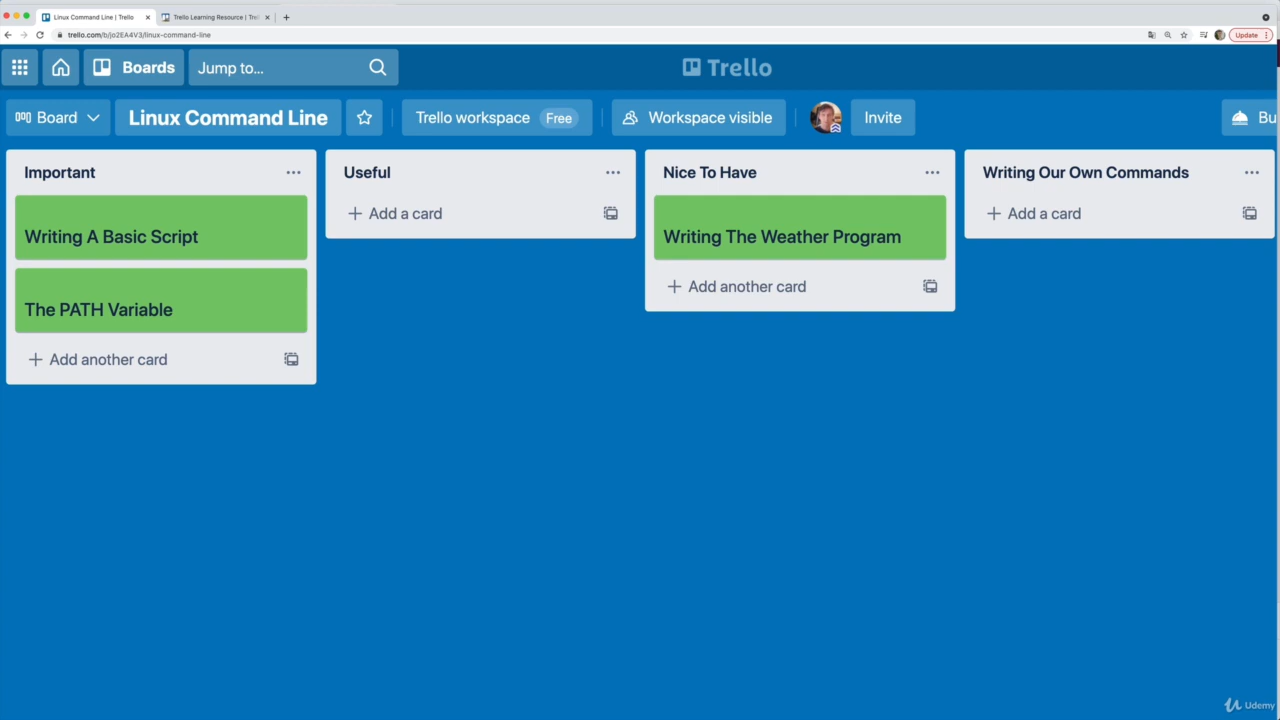 Linux Command Line | Trello
Trello Learning Resource | Trel
trello.com/b/jo2EA4V3/linux-command-line
Update
Boards
Jump to...
Trello
Board
Linux Command Line
Trello workspace Free
Workspace visible
Invite
Bu
Important
Writing A Basic Script
The PATH Variable
Add another card
Useful
Add a card
Nice To Have
Writing The Weather Program
Add another card
Writing Our Own Commands
Add a card
Udemy